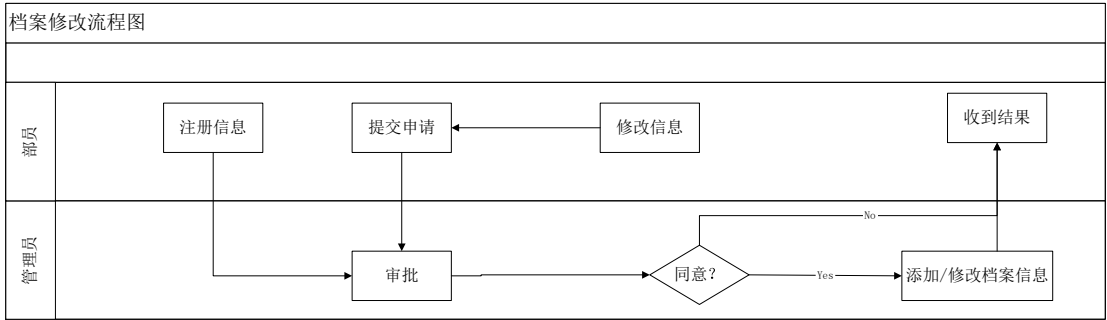 档案修改流程图
部员
注册信息
提交申请
修改信息
收到结果
No
管理员
审批
同意?
Yes
添加/修改档案信息